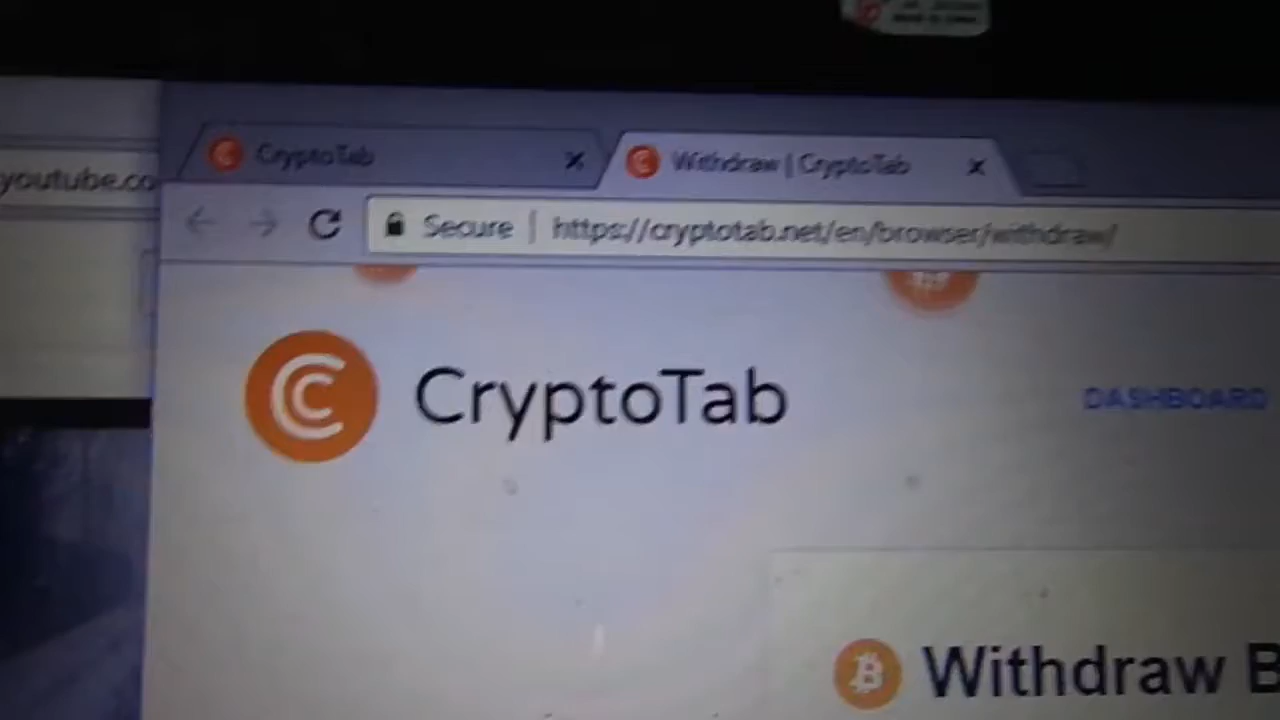 CryptoTab
Withdraw | CryptoTab
youtube.co
Secure | https://cryptotab.net/en/browser/withdraw/
CryptoTab
DASHBOARD
Withdraw B